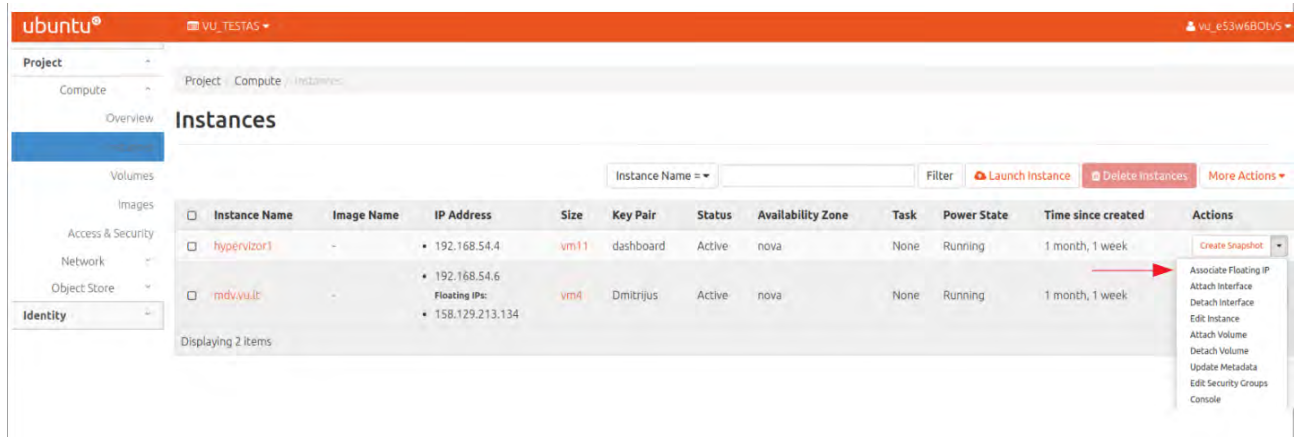 ubuntu®
VU_TESTAS
vu_e53w6BOtvS
Project
Compute
Overview
Volumes
Images
Access & Security
Network
Object Store
Identity
Project / Compute / Instances
Instances
Instance Name =
Filter
Launch Instance
Delete Instances
More Actions
Instance Name Image Name IP Address Size Key Pair Status Availability Zone Task Power State Time since created Actions
hypervizor1 - 192.168.54.4 vm11 dashboard Active nova None Running 1 month, 1 week Create Snapshot
192.168.54.6
Floating IPs:
mdv.vu.lt - vm4 Dmitrijus Active nova None Running 1 month, 1 week
158.129.213.134
Displaying 2 items
Associate Floating IP
Attach Interface
Detach Interface
Edit Instance
Attach Volume
Detach Volume
Update Metadata
Edit Security Groups
Console